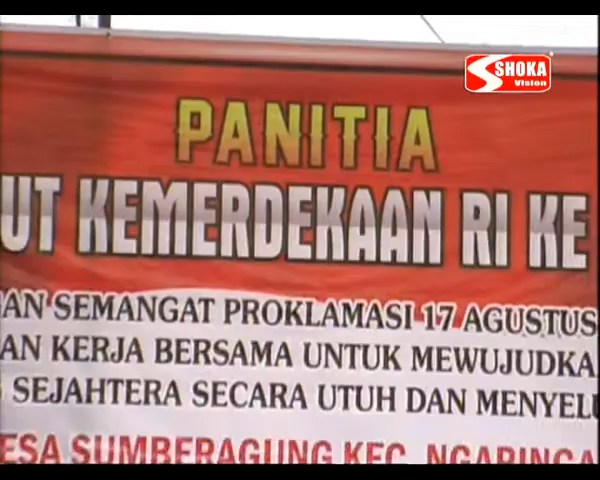 SHOKA
Vision
PANITIA
UT KEMERDEKAAN RI KE
AN SEMANGAT PROKLAMASI 17 AGUSTUS
AN KERJA BERSAMA UNTUK MEWUJUDKA
SEJAHTERA SECARA UTUH DAN MENYELU
ESA SUMBERAGUNG KEC. NGARINGA